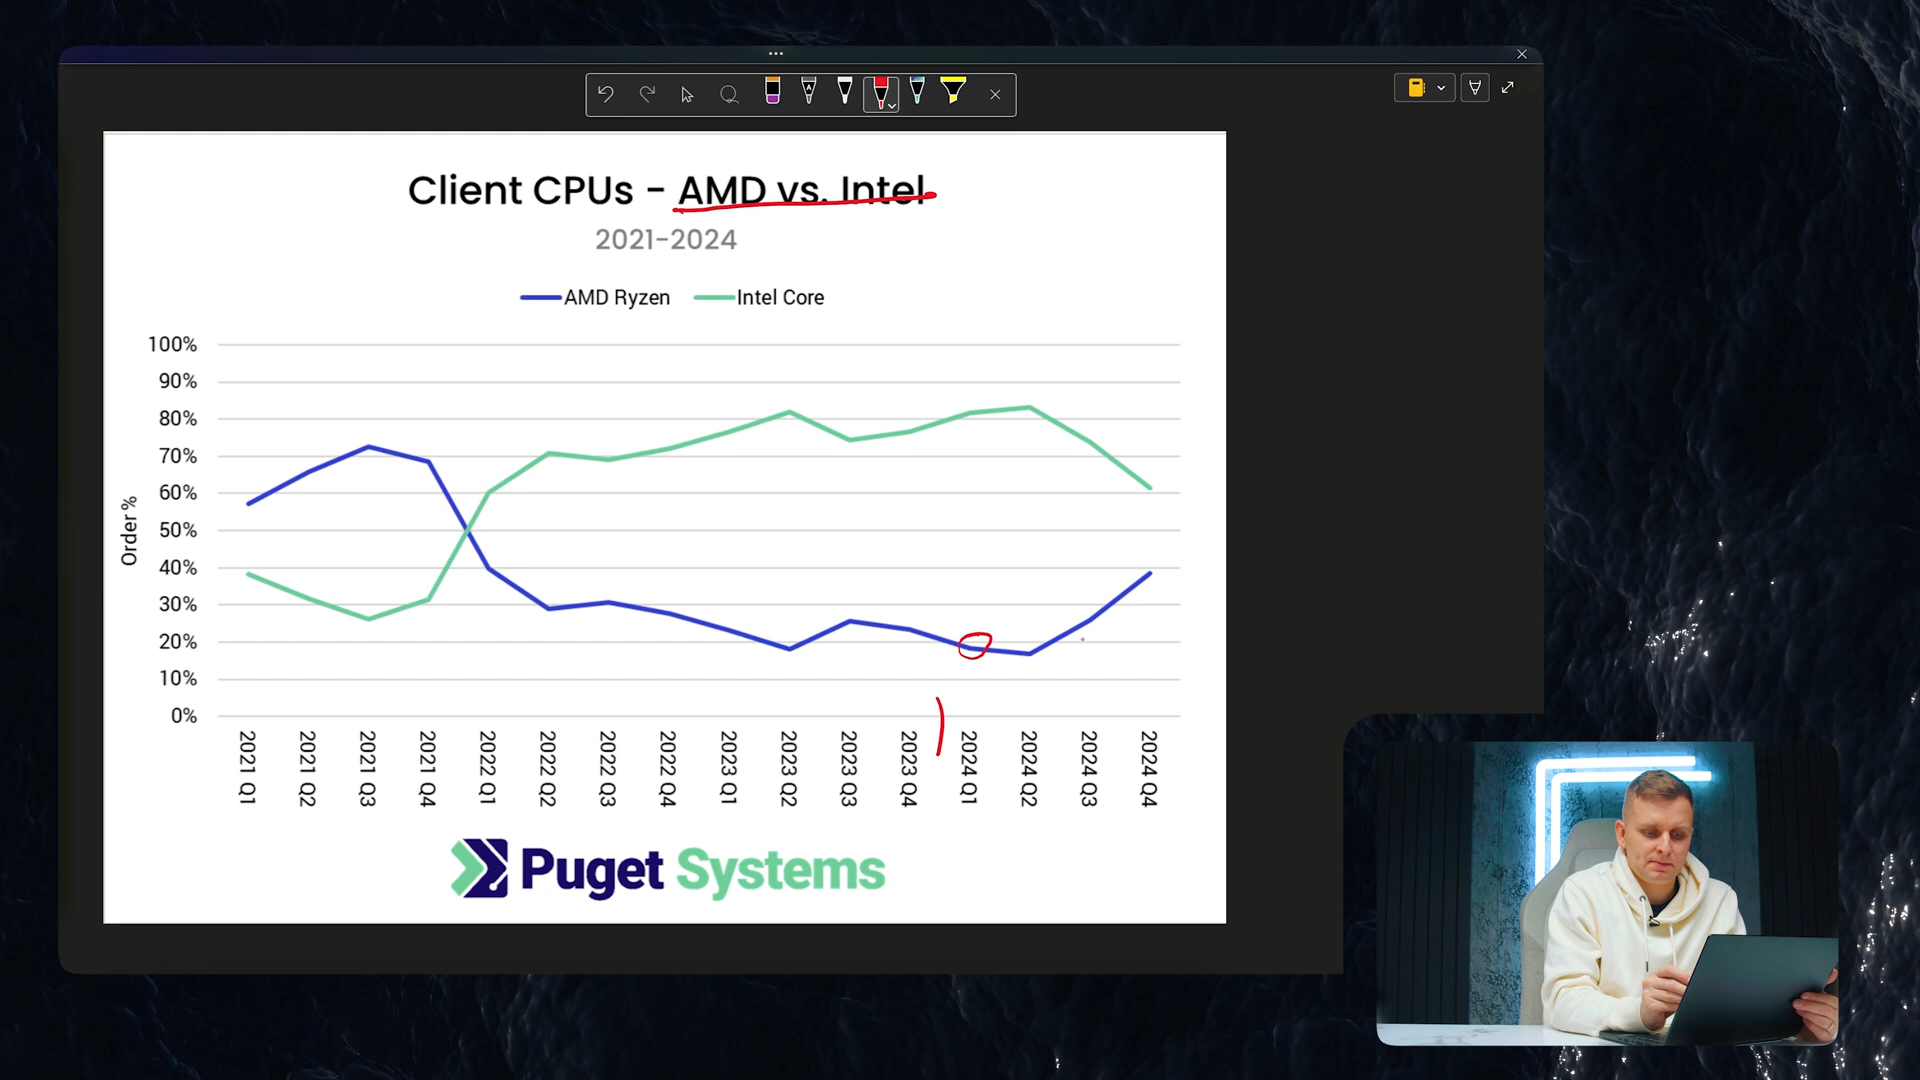 Client CPUs - AMD vs. Intel
2021-2024
AMD Ryzen Intel Core
100%
90%
80%
70%
60%
50%
40%
30%
20%
10%
0%
Order %
2021 Q1 2021 Q2 2021 Q3 2021 Q4 2022 Q1 2022 Q2 2022 Q3 2022 Q4 2023 Q1 2023 Q2 2023 Q3 2023 Q4 2024 Q1 2024 Q2 2024 Q3 2024 Q4
Puget Systems